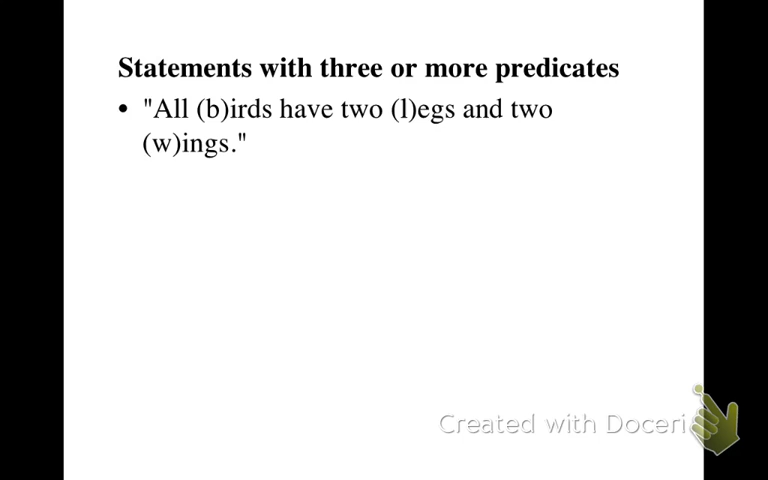 Statements with three or more predicates
• "All (b)irds have two (l)egs and two
(w)ings."
Created with Doceri